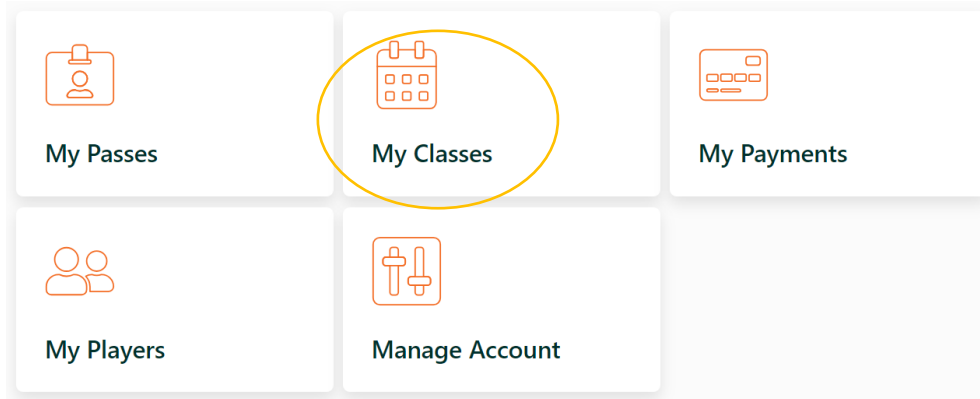 My Passes
My Classes
My Payments
My Players
Manage Account